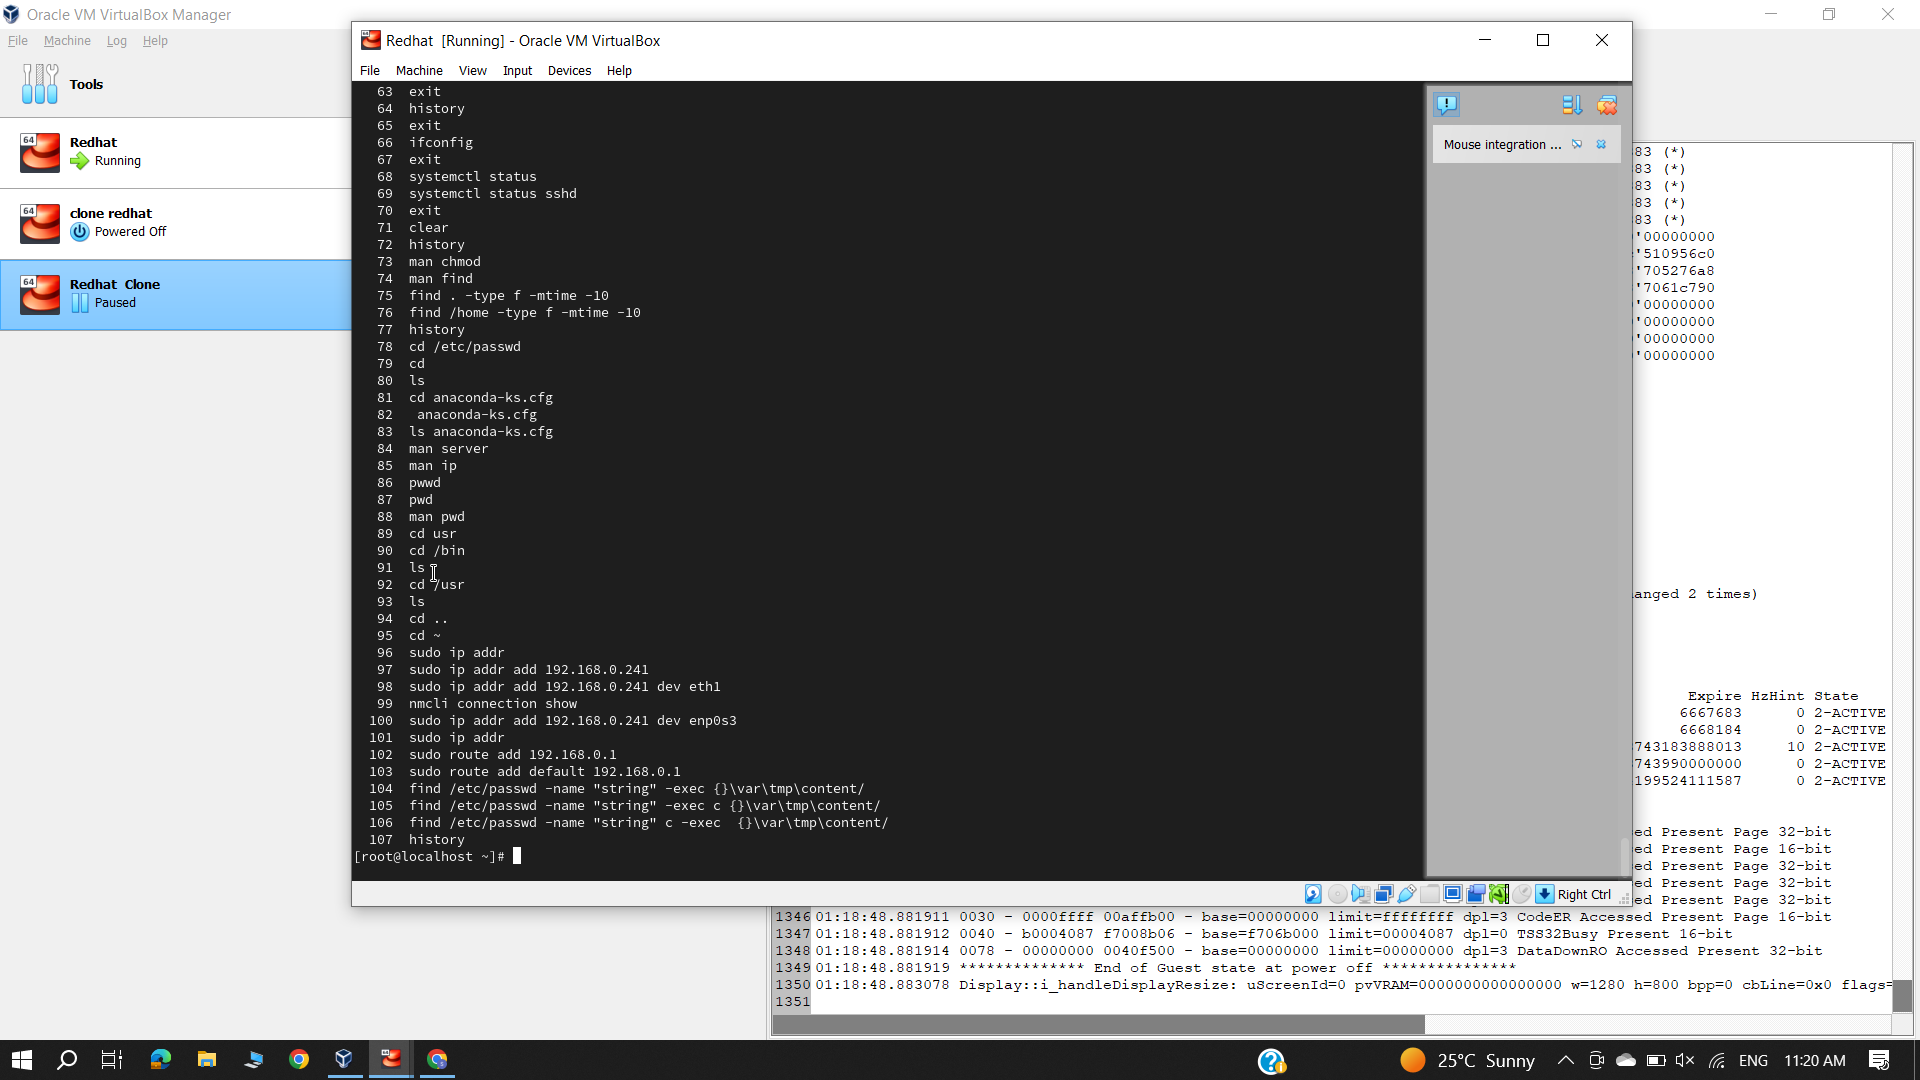 Oracle VM VirtualBox Manager
File Machine Log Help
Tools
64 Redhat
Running
64 clone redhat
Powered Off
64 Redhat Clone
Paused
Redhat [Running] - Oracle VM VirtualBox
File Machine View Input Devices Help
63 exit
64 history
65 exit
66 ifconfig
67 exit
68 systemctl status
69 systemctl status sshd
70 exit
71 clear
72 history
73 man chmod
74 man find
75 find . -type f -mtime -10
76 find /home -type f -mtime -10
77 history
78 cd /etc/passwd
79 cd
80 ls
81 cd anaconda-ks.cfg
82  anaconda-ks.cfg
83 ls anaconda-ks.cfg
84 man server
85 man ip
86 pwwd
87 pwd
88 man pwd
89 cd usr
90 cd /bin
91 ls
92 cd /usr
93 ls
94 cd ..
95 cd ~
96 sudo ip addr
97 sudo ip addr add 192.168.0.241
98 sudo ip addr add 192.168.0.241 dev eth1
99 nmcli connection show
100 sudo ip addr add 192.168.0.241 dev enp0s3
101 sudo ip addr
102 sudo route add 192.168.0.1
103 sudo route add default 192.168.0.1
104 find /etc/passwd -name "string" -exec {}\var\tmp\content/
105 find /etc/passwd -name "string" -exec c {}\var\tmp\content/
106 find /etc/passwd -name "string" c -exec  {}\var\tmp\content/
107 history
[root@localhost ~]#
Mouse integration ...
Right Ctrl
83 (*)
83 (*)
83 (*)
83 (*)
83 (*)
'00000000
'510956c0
'705276a8
'7061c790
'00000000
'00000000
'00000000
'00000000
anged 2 times)
Expire HzHint State
6667683 0 2-ACTIVE
6668184 0 2-ACTIVE
743183888013 10 2-ACTIVE
743990000000 0 2-ACTIVE
199524111587 0 2-ACTIVE
ed Present Page 32-bit
ed Present Page 16-bit
ed Present Page 32-bit
ed Present Page 32-bit
ed Present Page 32-bit
1346 01:18:48.881911 0030 - 0000ffff 00affb00 - base=00000000 limit=ffffffff dpl=3 CodeER Accessed Present Page 16-bit
1347 01:18:48.881912 0040 - b0004087 f7008b06 - base=f706b000 limit=00004087 dpl=0 TSS32Busy Present 16-bit
1348 01:18:48.881914 0078 - 00000000 0040f500 - base=00000000 limit=00000000 dpl=3 DataDownRO Accessed Present 32-bit
1349 01:18:48.881919 ************** End of Guest state at power off ***************
1350 01:18:48.883078 Display::i_handleDisplayResize: uScreenId=0 pvVRAM=0000000000000000 w=1280 h=800 bpp=0 cbLine=0x0 flags=
1351
25°C Sunny
ENG
11:20 AM